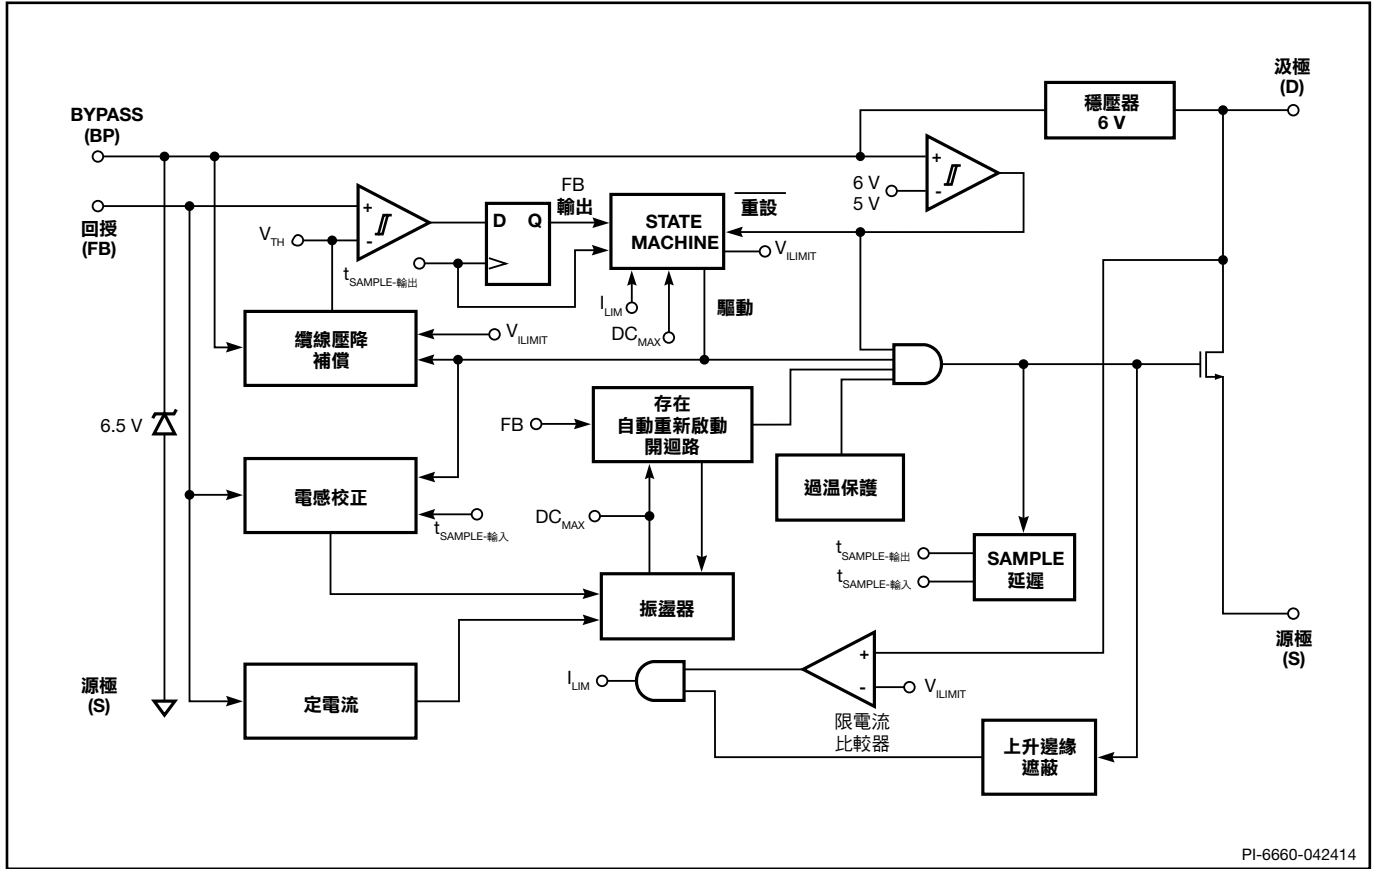 汲極
(D)
穩壓器
6 V
BYPASS
(BP)
+
6 V
5 V
-
回授
(FB)
+
-
V_TH
t_SAMPLE-輸出
D Q
FB
輸出
STATE
MACHINE
重設
V_ILIMIT
I_LIM
DC_MAX
驅動
纜線壓降
補償
V_ILIMIT
6.5 V
FB
存在
自動重新啟動
開迴路
過温保護
電感校正
t_SAMPLE-輸入
DC_MAX
t_SAMPLE-輸出
t_SAMPLE-輸入
SAMPLE
延遲
振盪器
源極
(S)
源極
(S)
定電流
I_LIM
+
-
V_ILIMIT
限電流
比較器
上升邊緣
遮蔽
PI-6660-042414